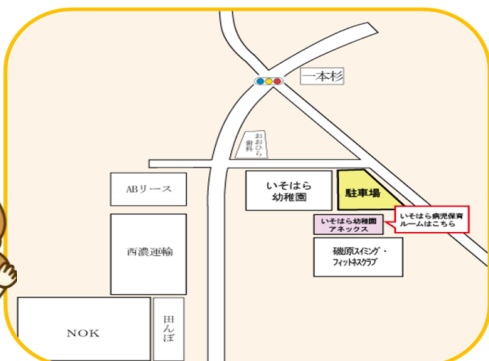 一本杉
おおひら
歯科
ABリース
いそはら
幼稚園
駐車場
いそはら幼稚園
アネックス
いそはら病児保育
ルームはこちら
西濃運輸
磯原スイミング・
フィットネスクラブ
NOK
田んぼ